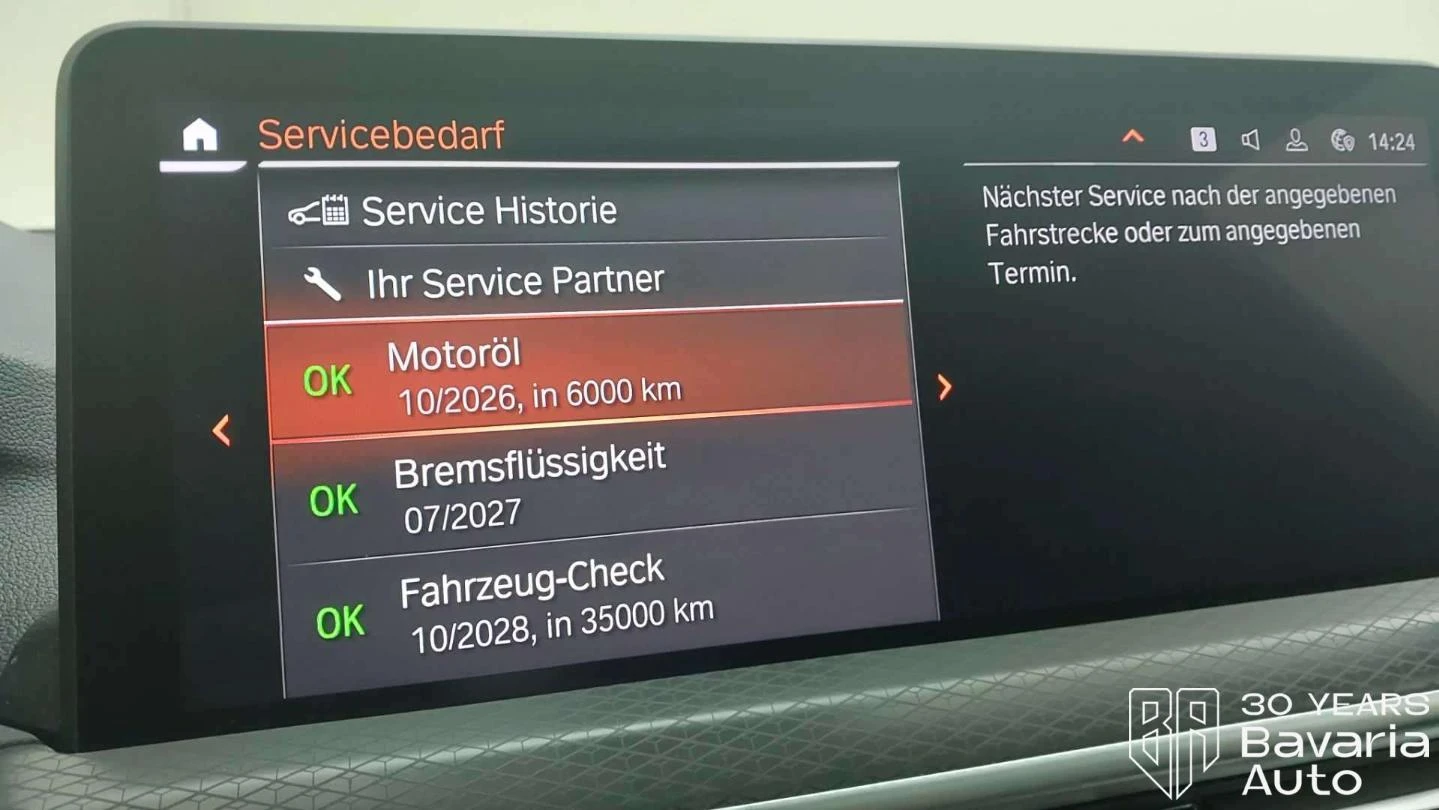 Servicebedarf
3 14:24
Service Historie
Ihr Service Partner
OK Motoröl
10/2026, in 6000 km
OK Bremsflüssigkeit
07/2027
OK Fahrzeug-Check
10/2028, in 35000 km
Nächster Service nach der angegebenen
Fahrstrecke oder zum angegebenen
Termin.
BA
30 YEARS
Bavaria
Auto